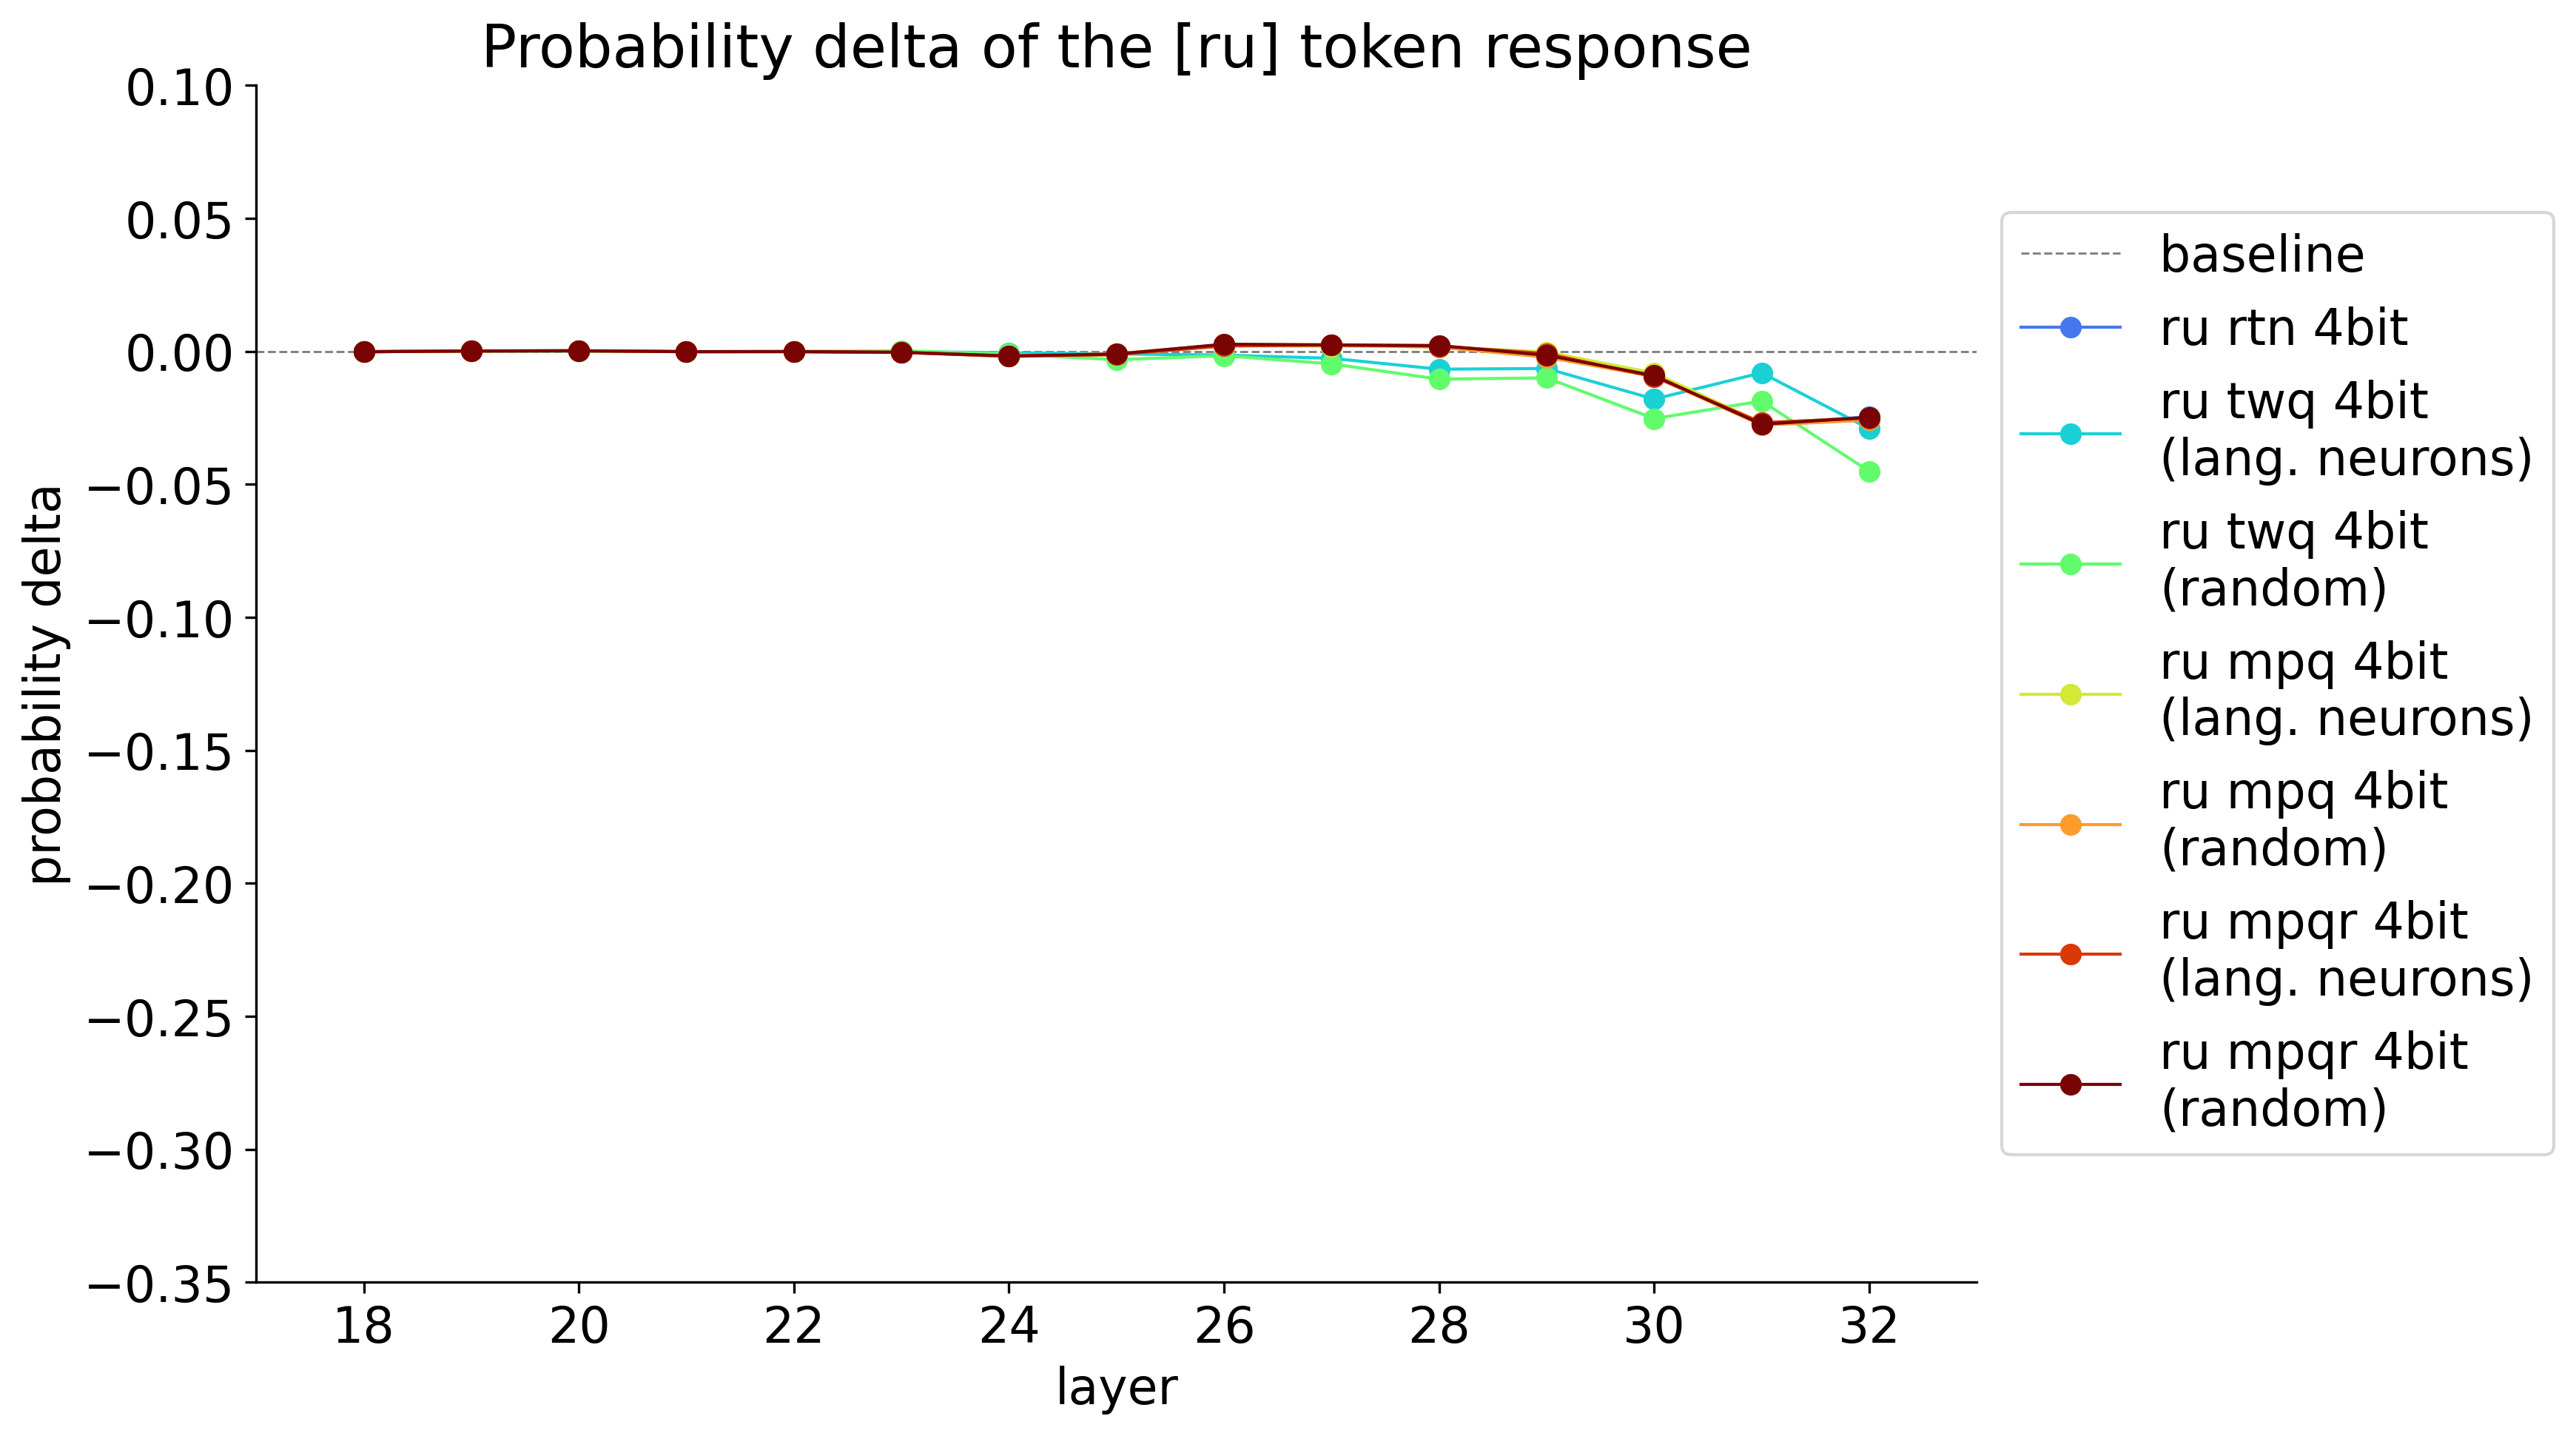 Probability delta of the [ru] token response
0.10
0.05
0.00
−0.05
−0.10
−0.15
−0.20
−0.25
−0.30
−0.35
probability delta
18 20 22 24 26 28 30 32
layer
baseline
ru rtn 4bit
ru twq 4bit
(lang. neurons)
ru twq 4bit
(random)
ru mpq 4bit
(lang. neurons)
ru mpq 4bit
(random)
ru mpqr 4bit
(lang. neurons)
ru mpqr 4bit
(random)